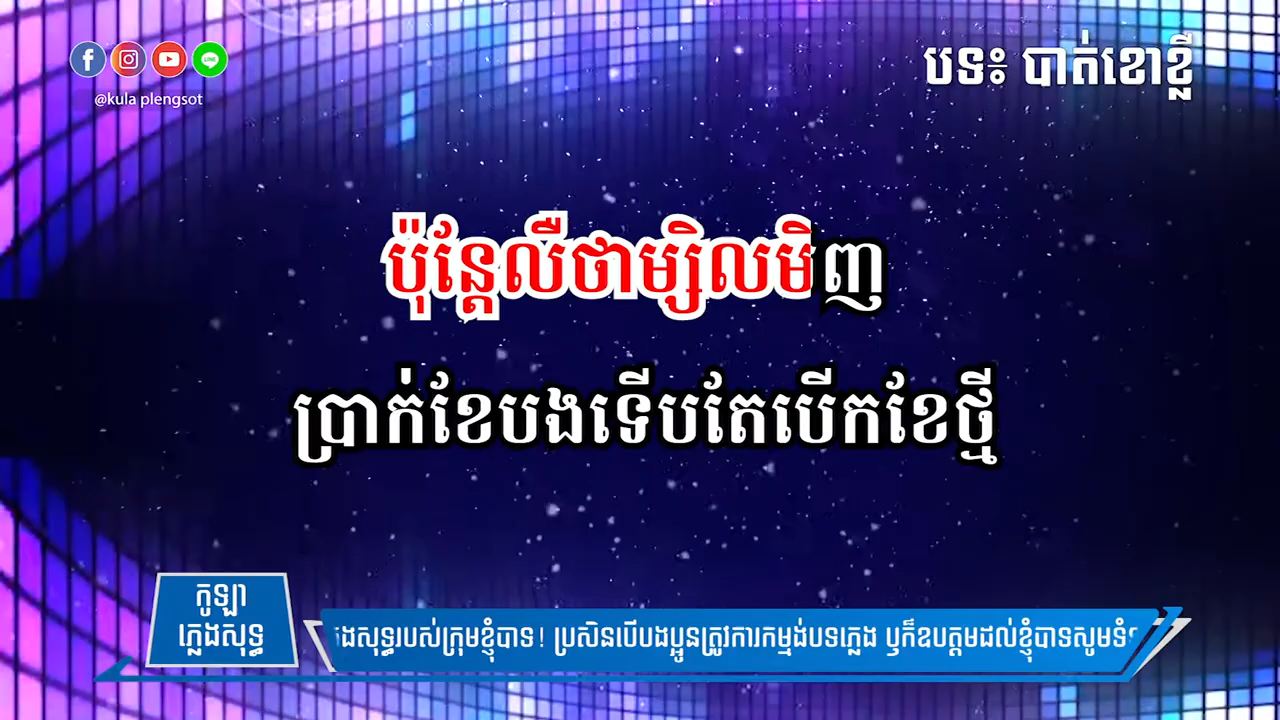 @kula plengsot
បទ៖ បាត់ខោខ្លី
ប៉ុន្តែលឺថាម្សិលមិញ
ប្រាក់ខែបងទើបតែបើកខែថ្មី
កូឡា
ភ្លេងសុទ្ធ
ងសុទ្ធរបស់ក្រុមខ្ញុំបាទ! ប្រសិនបើបងប្អូនត្រូវការកម្មង់បទភ្លេង ឫក៏ឧបត្ថមដល់ខ្ញុំបាទសូមទំ